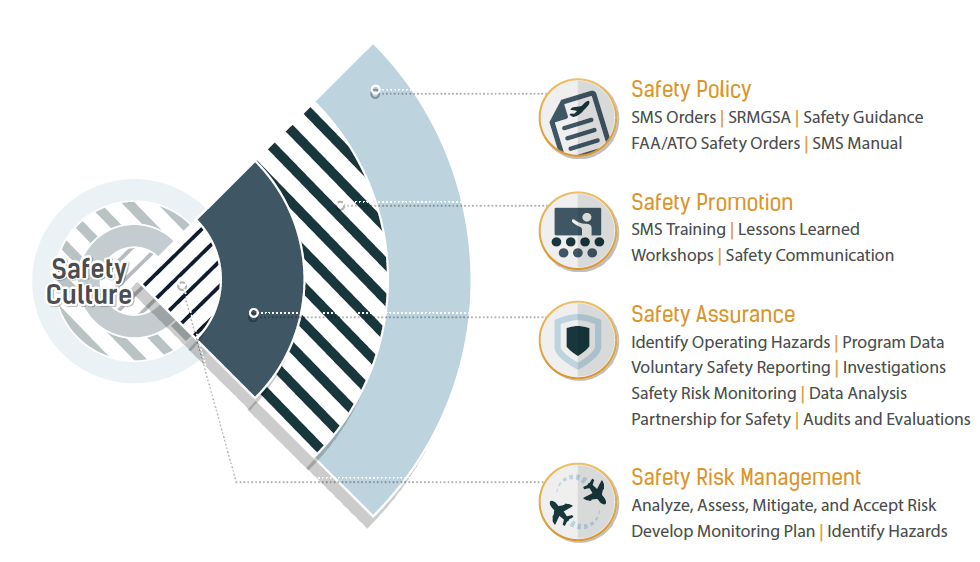 Safety
Culture
Safety Policy
SMS Orders | SRMGSA | Safety Guidance
FAA/ATO Safety Orders | SMS Manual
Safety Promotion
SMS Training | Lessons Learned
Workshops | Safety Communication
Safety Assurance
Identify Operating Hazards | Program Data
Voluntary Safety Reporting | Investigations
Safety Risk Monitoring | Data Analysis
Partnership for Safety | Audits and Evaluations
Safety Risk Management
Analyze, Assess, Mitigate, and Accept Risk
Develop Monitoring Plan | Identify Hazards